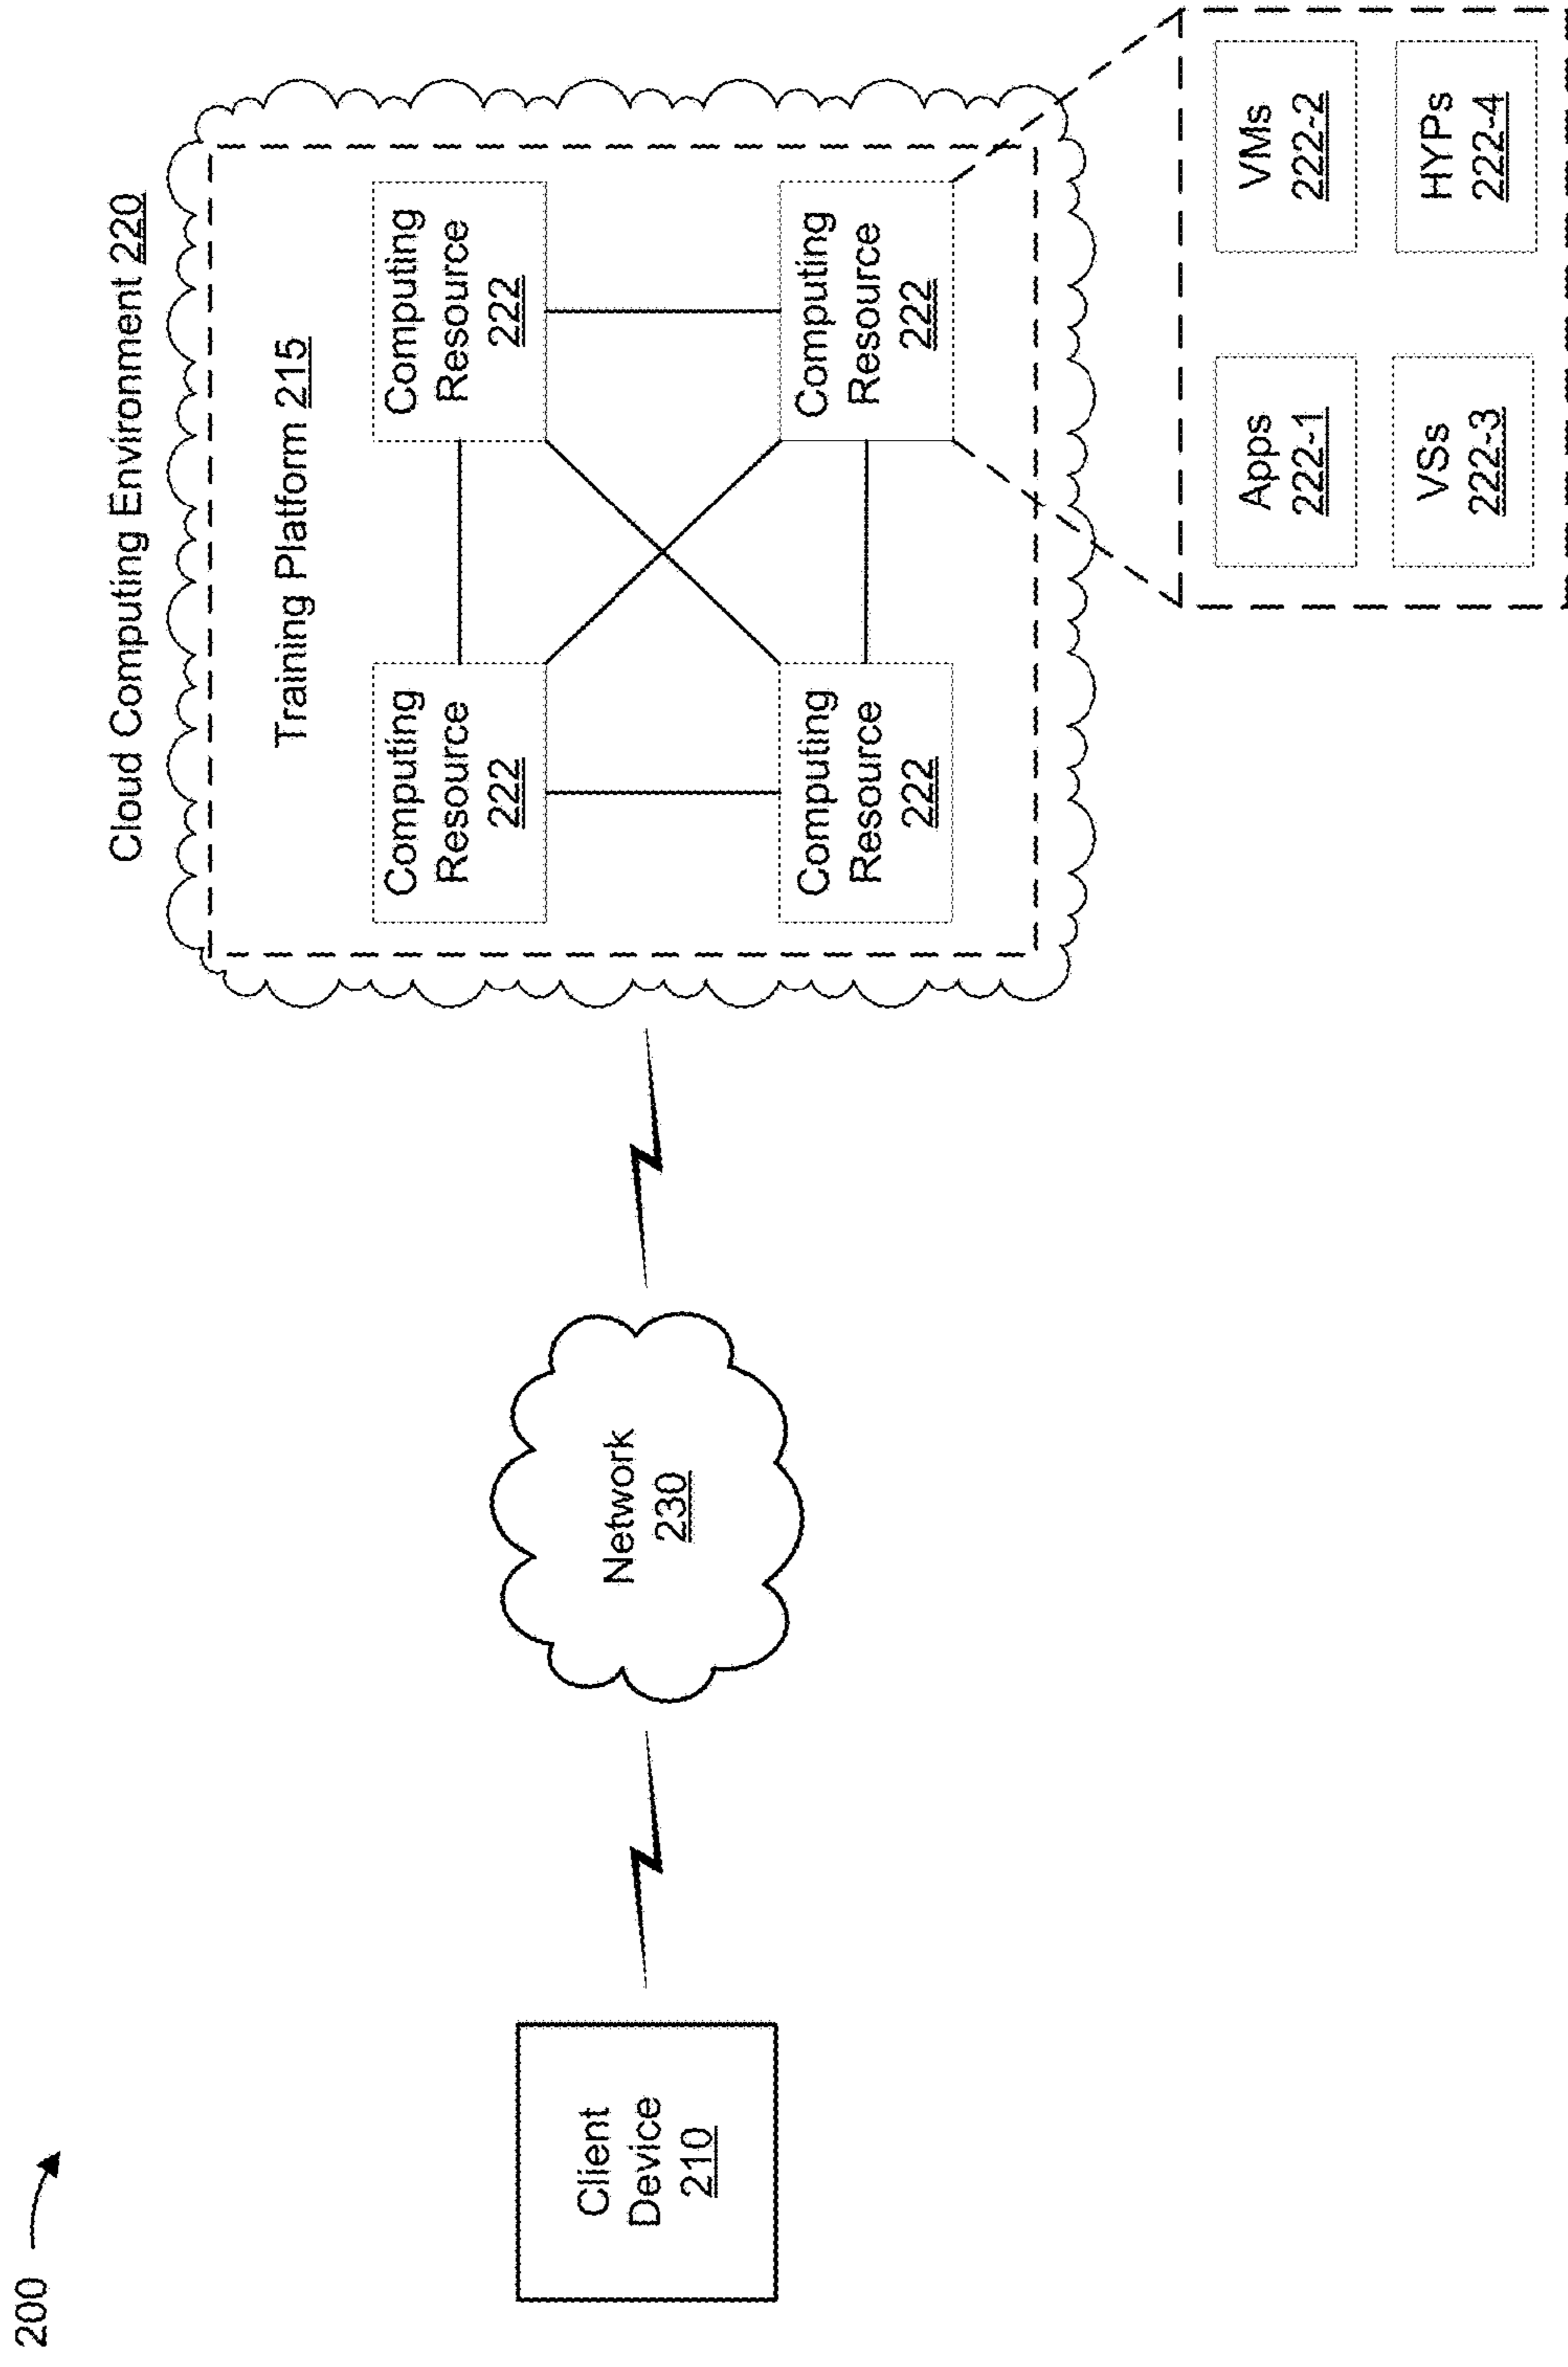 200
Cloud Computing Environment 220
Training Platform 215
Computing
Resource
222
Computing
Resource
222
Client
Device
210
Network
230
Computing
Resource
222
Computing
Resource
222
Apps
222-1
VMs
222-2
VSs
222-3
HYPs
222-4